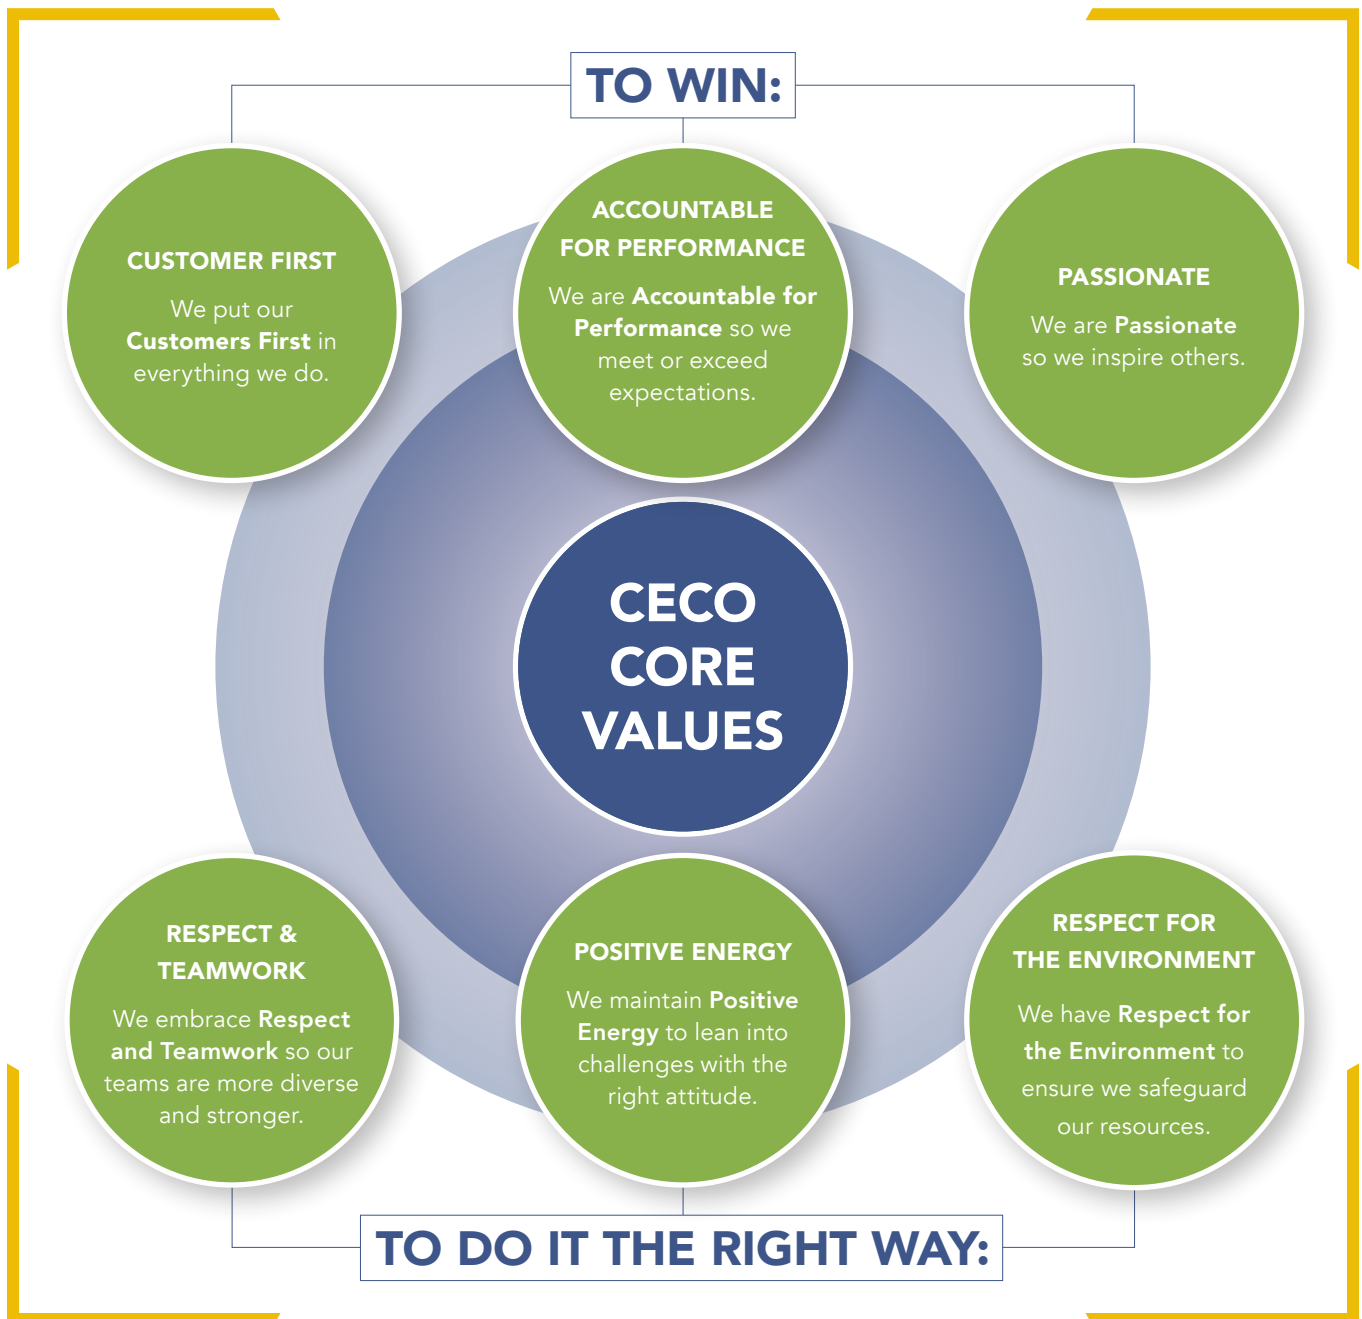 TO WIN:
CUSTOMER FIRST
We put our
Customers First in
everything we do.
ACCOUNTABLE
FOR PERFORMANCE
We are Accountable for
Performance so we
meet or exceed
expectations.
PASSIONATE
We are Passionate
so we inspire others.
CECO
CORE
VALUES
RESPECT &
TEAMWORK
We embrace Respect
and Teamwork so our
teams are more diverse
and stronger.
POSITIVE ENERGY
We maintain Positive
Energy to lean into
challenges with the
right attitude.
RESPECT FOR
THE ENVIRONMENT
We have Respect for
the Environment to
ensure we safeguard
our resources.
TO DO IT THE RIGHT WAY: